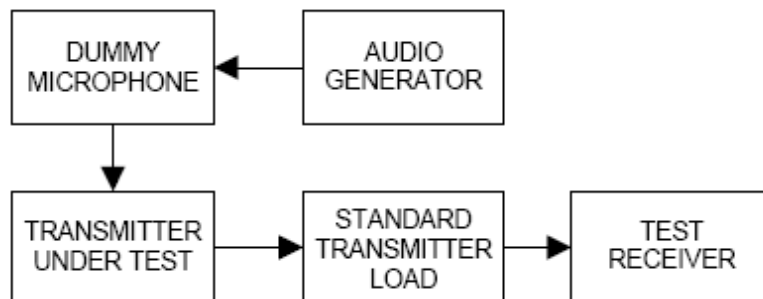 DUMMY
MICROPHONE
AUDIO
GENERATOR
TRANSMITTER
UNDER TEST
STANDARD
TRANSMITTER
LOAD
TEST
RECEIVER